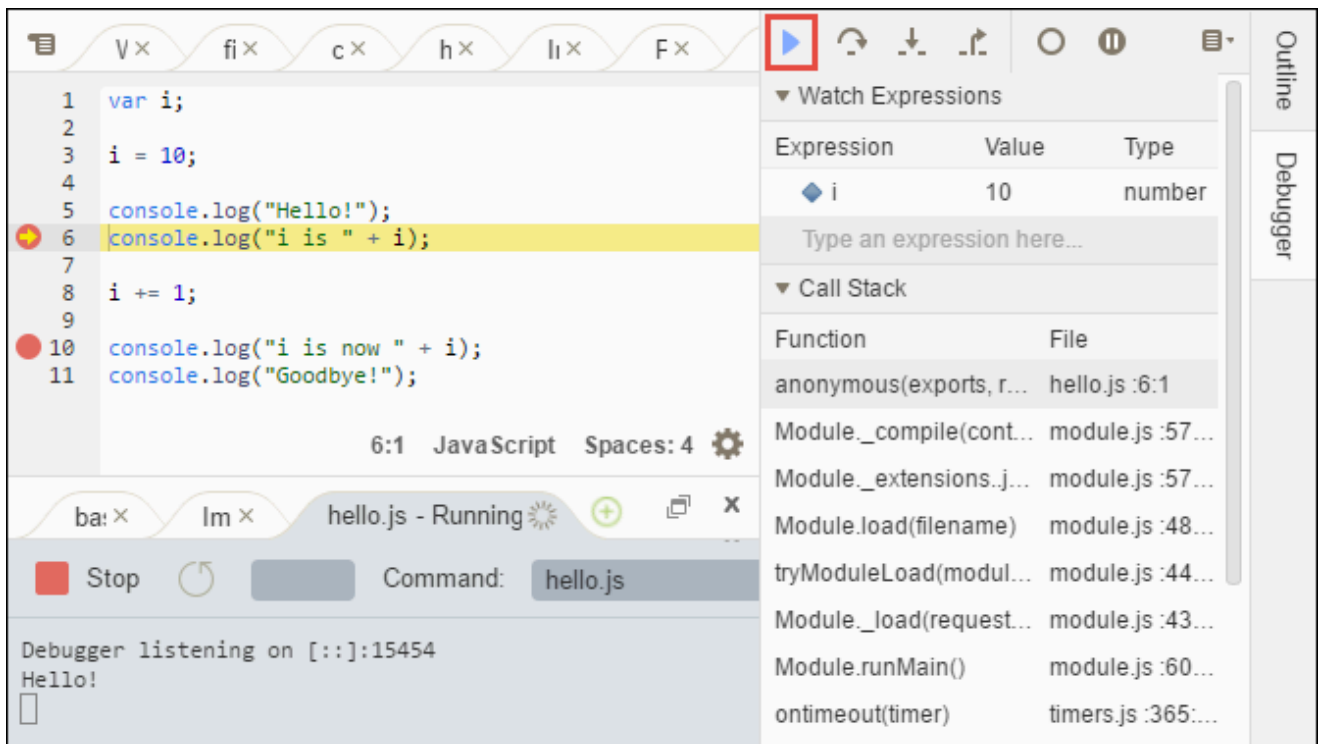 V × fi × c × h × × F ×
1 var i;
2
3 i = 10;
4
5 console.log("Hello!");
6 console.log("i is " + i);
7
8 i += 1;
9
10 console.log("i is now " + i);
11 console.log("Goodbye!");
6:1 JavaScript Spaces: 4
ba: × Im × hello.js - Running
Stop Command: hello.js
Debugger listening on [::]:15454
Hello!
▼ Watch Expressions
Expression Value Type
i 10 number
Type an expression here...
▼ Call Stack
Function File
anonymous(exports, r... hello.js :6:1
Module._compile(cont... module.js :57...
Module._extensions..j... module.js :57...
Module.load(filename) module.js :48...
tryModuleLoad(modul... module.js :44...
Module._load(request... module.js :43...
Module.runMain() module.js :60...
ontimeout(timer) timers.js :365:...
Outline
Debugger